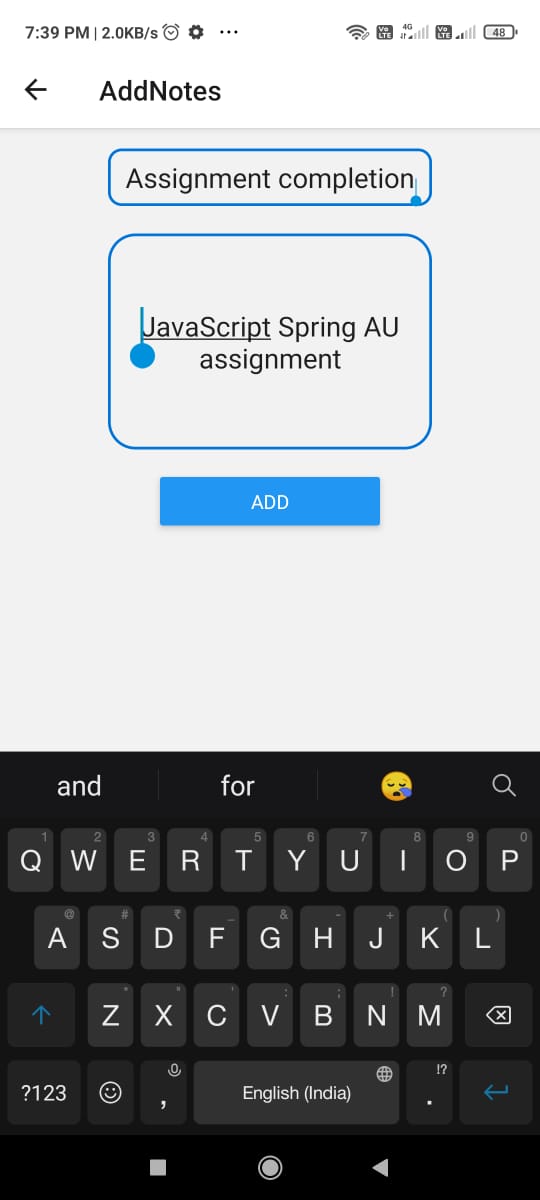 7:39 PM | 2.0KB/s ...
Vo LTE 4G Vo LTE 48
AddNotes
Assignment completion
JavaScript Spring AU
assignment
ADD
and for
1 2 3 4 5 6 7 8 9 0
Q W E R T Y U I O P
@ # ₹ _ & - + ( )
A S D F G H J K L
* " ' : ; ! ?
Z X C V B N M
!?
?123 , English (India) .